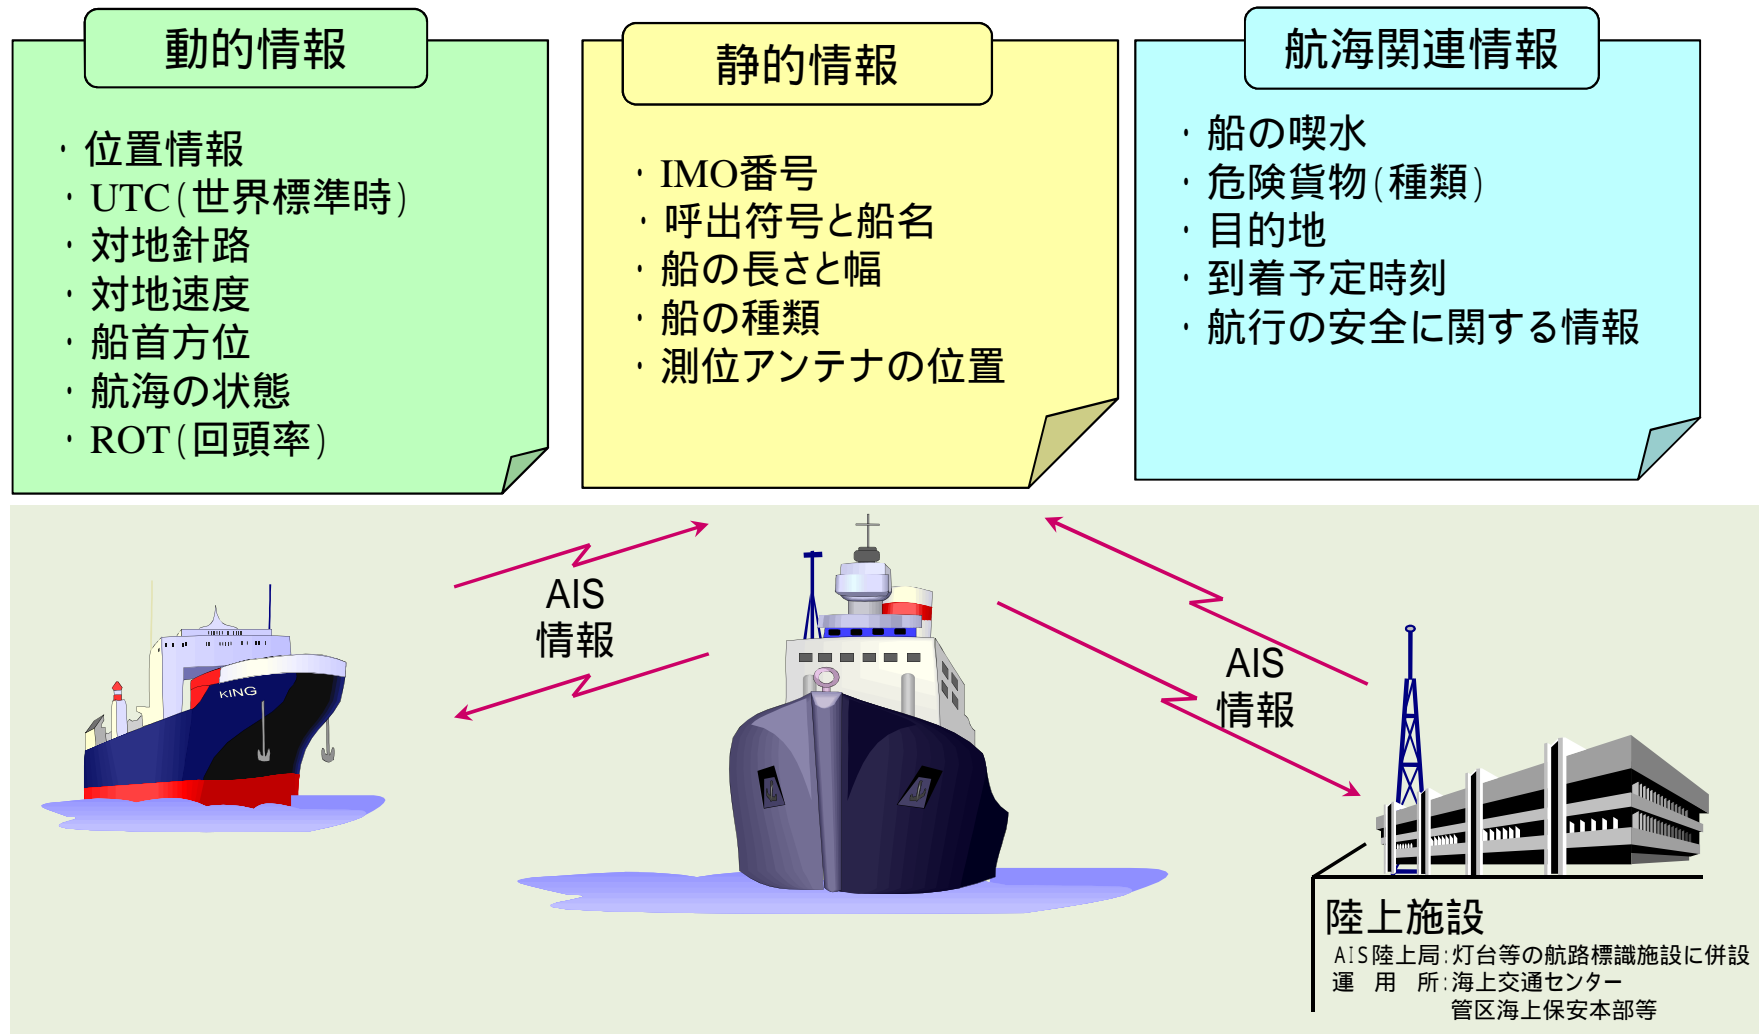 動的情報
・位置情報
・UTC(世界標準時)
・対地針路
・対地速度
・船首方位
・航海の状態
・ROT(回頭率)
静的情報
・IMO番号
・呼出符号と船名
・船の長さと幅
・船の種類
・測位アンテナの位置
航海関連情報
・船の喫水
・危険貨物(種類)
・目的地
・到着予定時刻
・航行の安全に関する情報
AIS
情報
KING
AIS
情報
陸上施設
AIS陸上局:灯台等の航路標識施設に併設
運 用 所:海上交通センター
管区海上保安本部等